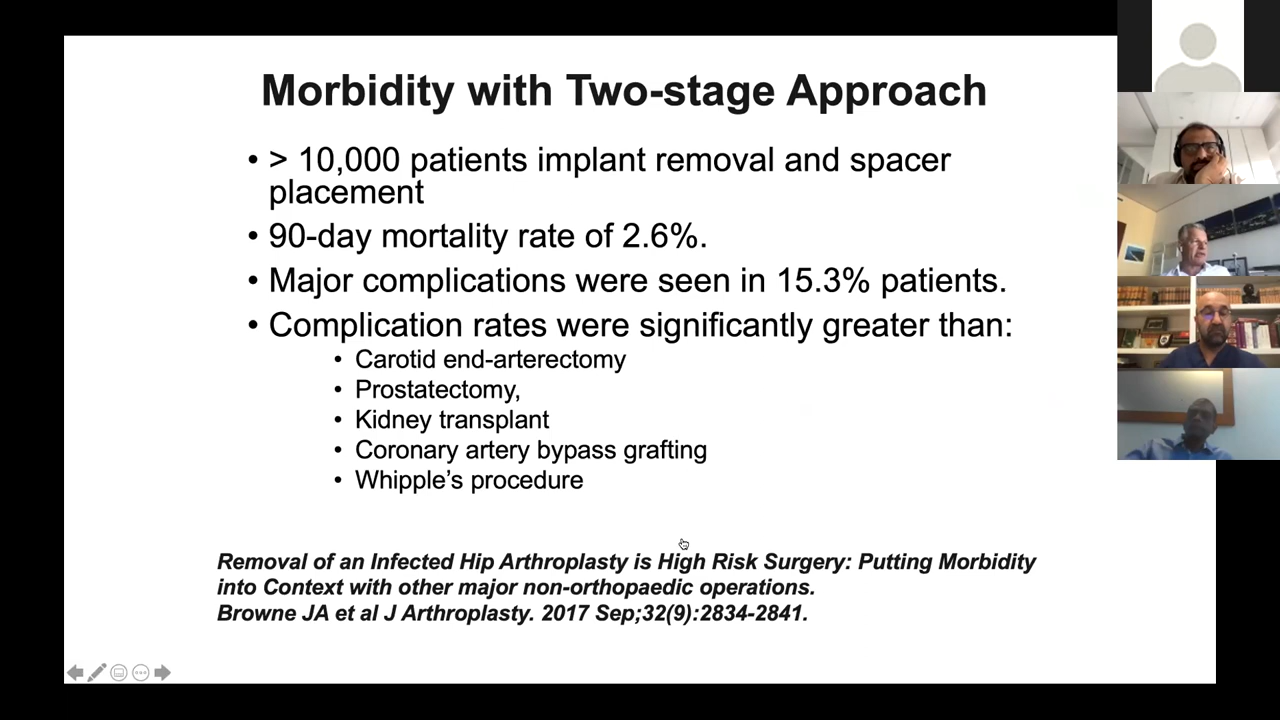 Morbidity with Two-stage Approach
• > 10,000 patients implant removal and spacer
placement
• 90-day mortality rate of 2.6%.
• Major complications were seen in 15.3% patients.
• Complication rates were significantly greater than:
• Carotid end-arterectomy
• Prostatectomy,
• Kidney transplant
• Coronary artery bypass grafting
• Whipple’s procedure
Removal of an Infected Hip Arthroplasty is High Risk Surgery: Putting Morbidity
into Context with other major non-orthopaedic operations.
Browne JA et al J Arthroplasty. 2017 Sep;32(9):2834-2841.